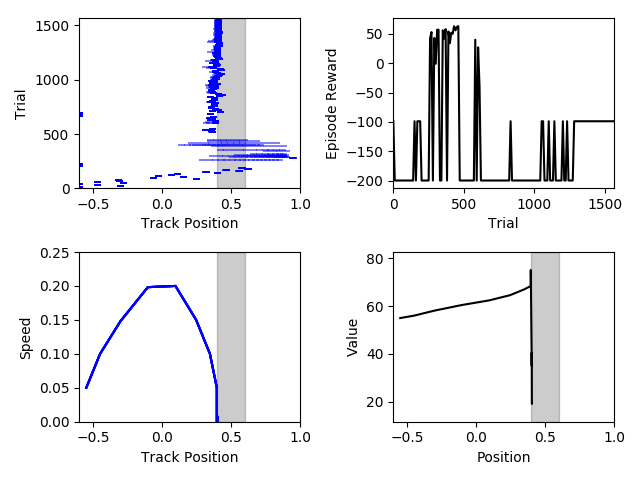 1500
1000
500
0
−0.5 0.0 0.5 1.0
Trial
Track Position
50
0
−50
−100
−150
−200
0 500 1000 1500
Episode Reward
Trial
0.25
0.20
0.15
0.10
0.05
0.00
−0.5 0.0 0.5 1.0
Speed
Track Position
80
60
40
20
−0.5 0.0 0.5 1.0
Value
Position